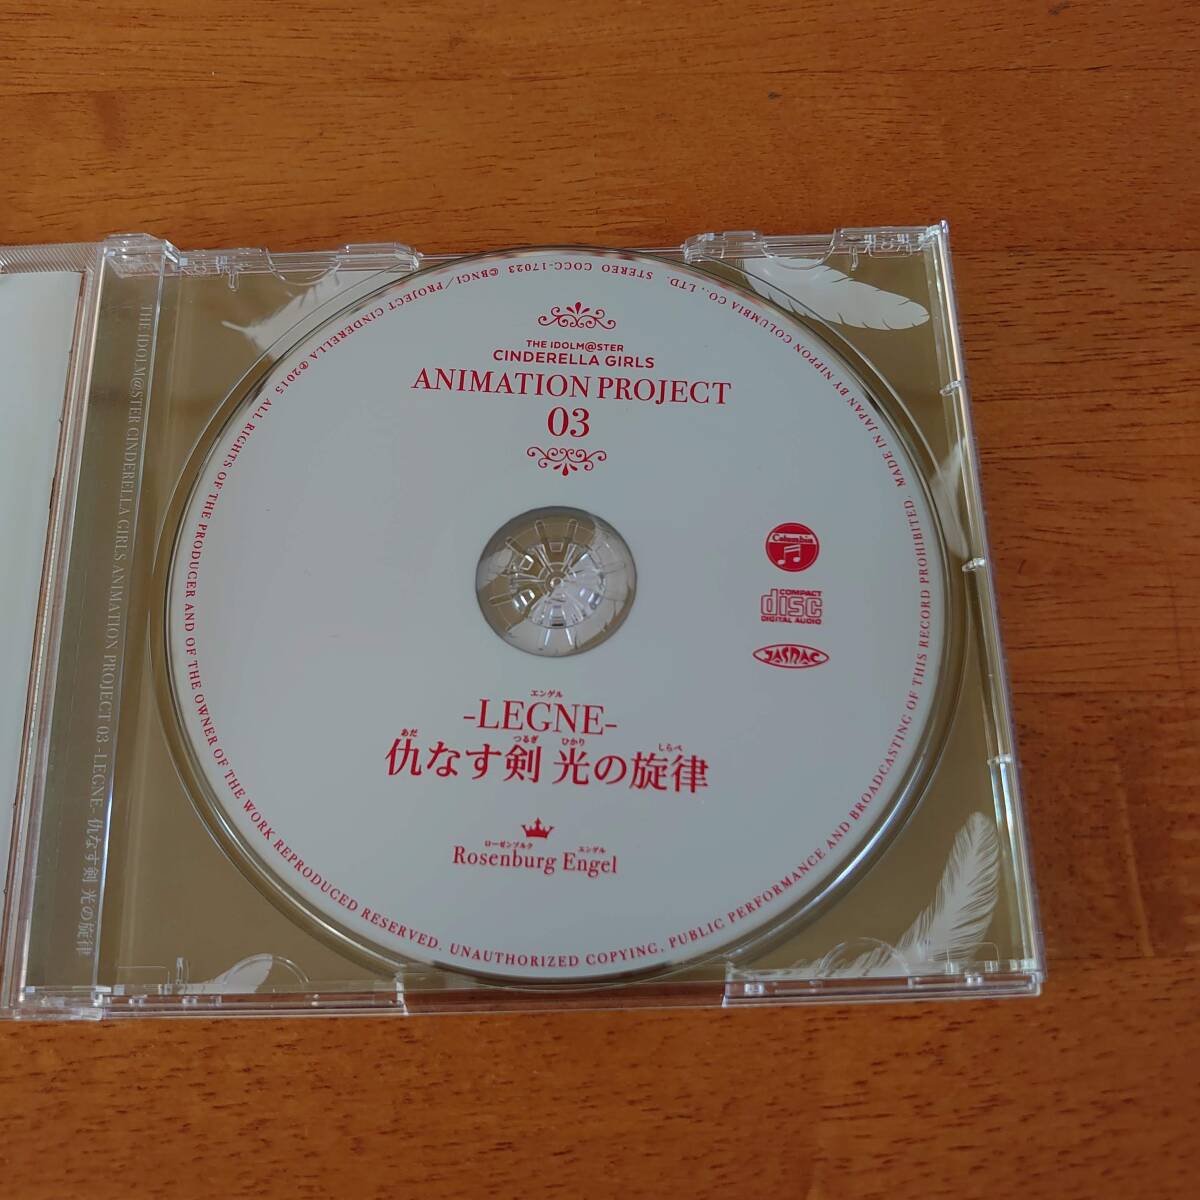 THE IDOLM@STER
CINDERELLA GIRLS
ANIMATION PROJECT
03
Columbia
COMPACT
disc
DIGITAL AUDIO
JASRAC
エンゲル
-LEGNE-
あだ つるぎ ひかり しらべ
仇なす剣 光の旋律
ローゼンブルク エンゲル
Rosenburg Engel
STEREO COCC-17023 ©BNGI/PROJECT CINDERELLA ℗2015 ALL RIGHTS OF THE PRODUCER AND OF THE OWNER OF THE WORK REPRODUCED RESERVED. UNAUTHORIZED COPYING, PUBLIC PERFORMANCE AND BROADCASTING OF THIS RECORD PROHIBITED. MADE IN JAPAN BY NIPPON COLUMBIA CO., LTD.
THE IDOLM@STER CINDERELLA GIRLS ANIMATION PROJECT 03 -LEGNE- 仇なす剣 光の旋律